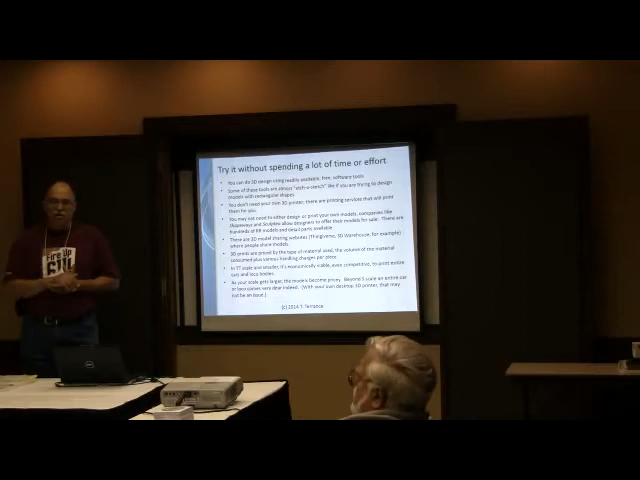 Try it without spending a lot of time or effort
• You can do 3D design using readily available, free, software tools
• Some of those tools are almost "etch-a-sketch" like if you are trying to design
models with rectangular shapes
• You don't need your own 3D printer, there are printing services that will print
them for you.
• You may not need to either design or print your own models, companies like
Shapeways and Sculpteo allow designers to offer their models for sale. There are
hundreds of RR models and detail parts available
• There are 3D model sharing websites (Thingiverse, 3D Warehouse, for example)
where people share models.
• 3D prints are priced by the type of material used, the volume of the material
consumed plus various handling charges per piece
• In TT scale and smaller, it's economically viable, even competitive, to print entire
cars and loco bodies.
• As your scale gets larger, the models become pricey. Beyond S scale an entire car
or loco comes very dear indeed. (With your own desktop 3D printer, that may
not be an issue.)
(c) 2014 T. Terrance
Fire Up
DELL